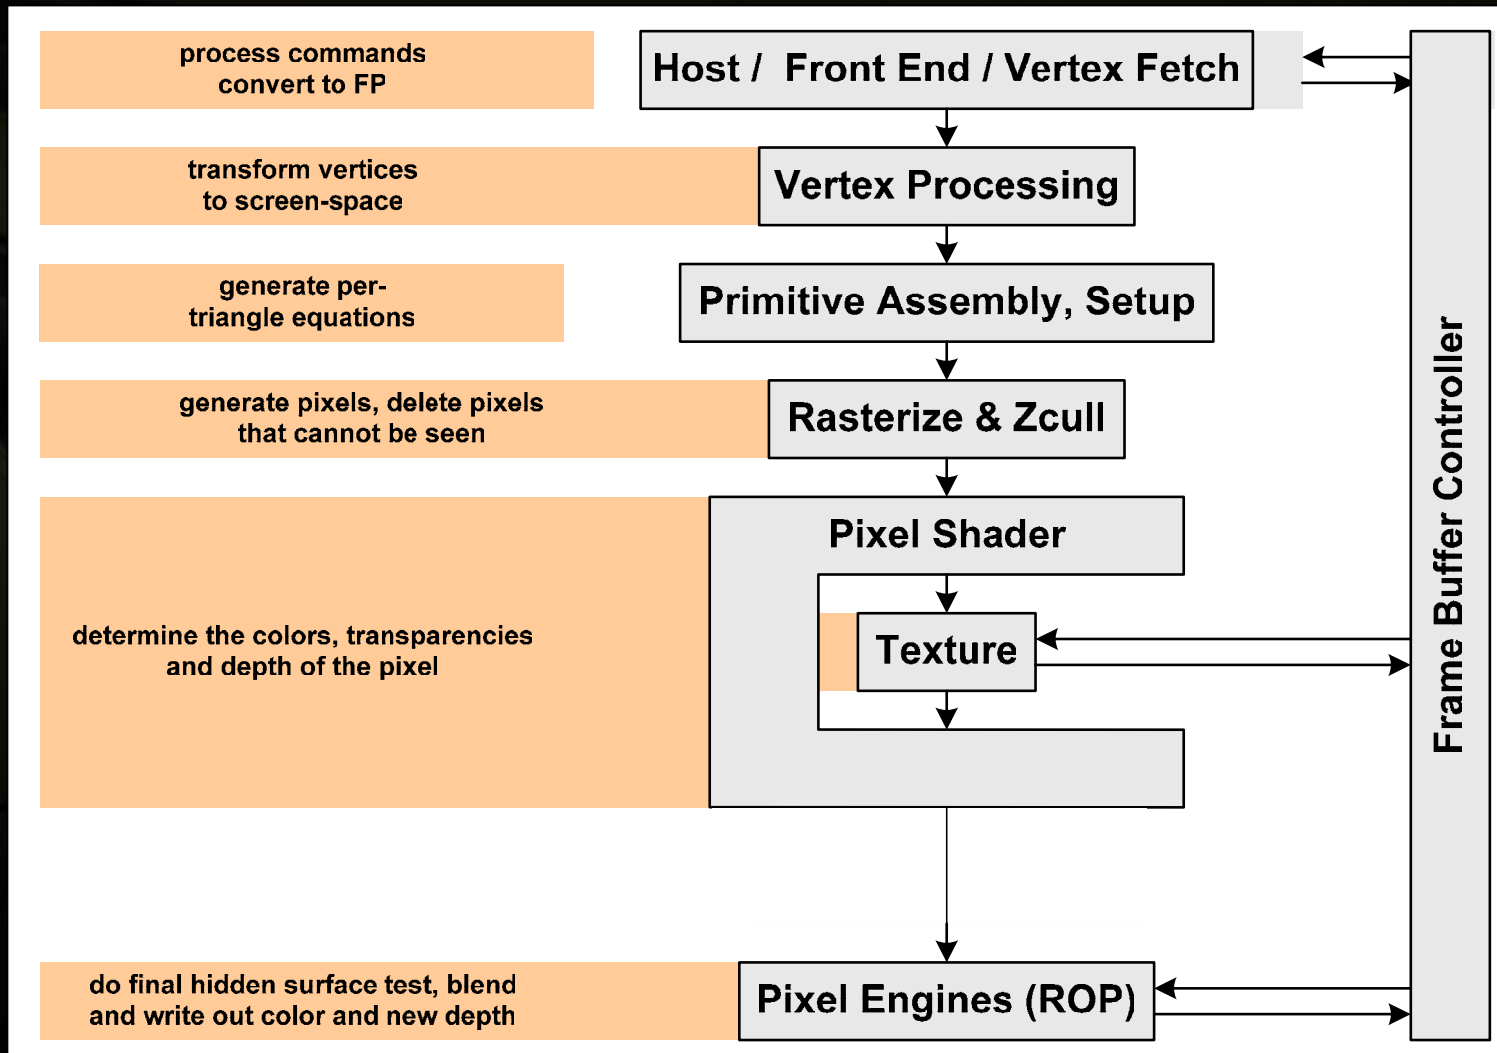 process commands
convert to FP
Host /  Front End / Vertex Fetch
transform vertices
to screen-space
Vertex Processing
generate per-
triangle equations
Primitive Assembly, Setup
generate pixels, delete pixels
that cannot be seen
Rasterize & Zcull
Pixel Shader
determine the colors, transparencies
and depth of the pixel
Texture
do final hidden surface test, blend
and write out color and new depth
Pixel Engines (ROP)
Frame Buffer Controller